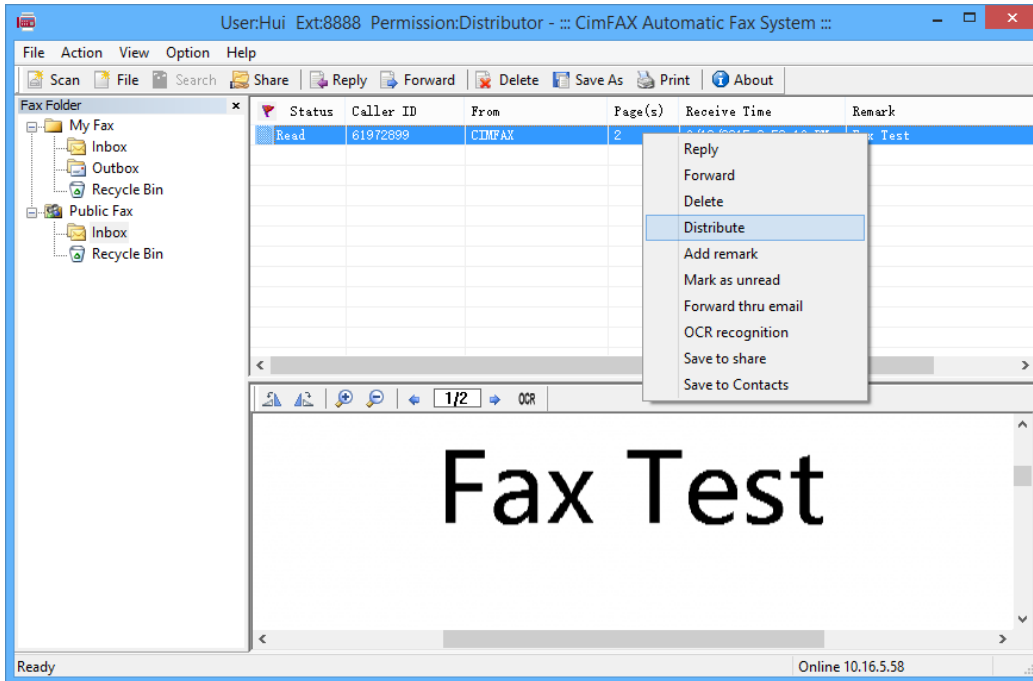 User:Hui Ext:8888 Permission:Distributor - ::: CimFAX Automatic Fax System :::
File Action View Option Help
Scan File Search Share Reply Forward Delete Save As Print About
Fax Folder
My Fax
Inbox
Outbox
Recycle Bin
Public Fax
Inbox
Recycle Bin
Status Caller ID From Page(s) Receive Time Remark
Read 61972899 CIMFAX 2 Test
Reply
Forward
Delete
Distribute
Add remark
Mark as unread
Forward thru email
OCR recognition
Save to share
Save to Contacts
1/2 OCR
Fax Test
Ready Online 10.16.5.58